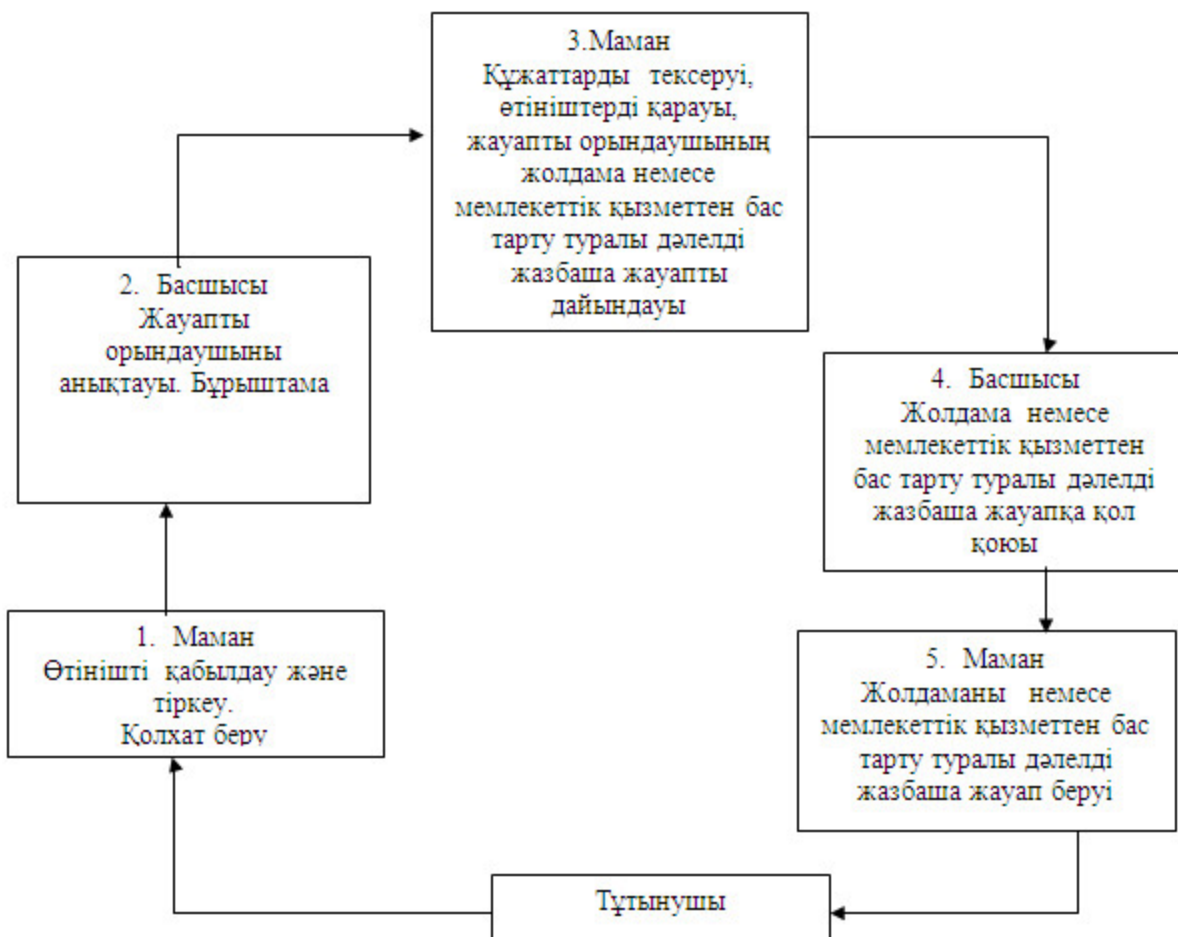 3.Маман
Құжаттарды тексеруі,
өтініштерді қарауы,
жауапты орындаушының
жолдама немесе
мемлекеттік қызметтен бас
тарту туралы дәлелді
жазбаша жауапты
дайындауы
2. Басшысы
Жауапты
орындаушыны
анықтауы. Бұрыштама
4. Басшысы
Жолдама немесе
мемлекеттік қызметтен
бас тарту туралы дәлелді
жазбаша жауапқа қол
қоюы
1. Маман
Өтінішті қабылдау және
тіркеу.
Қолхат беру
5. Маман
Жолдаманы немесе
мемлекеттік қызметтен бас
тарту туралы дәлелді
жазбаша жауап беруі
Тұтынушы